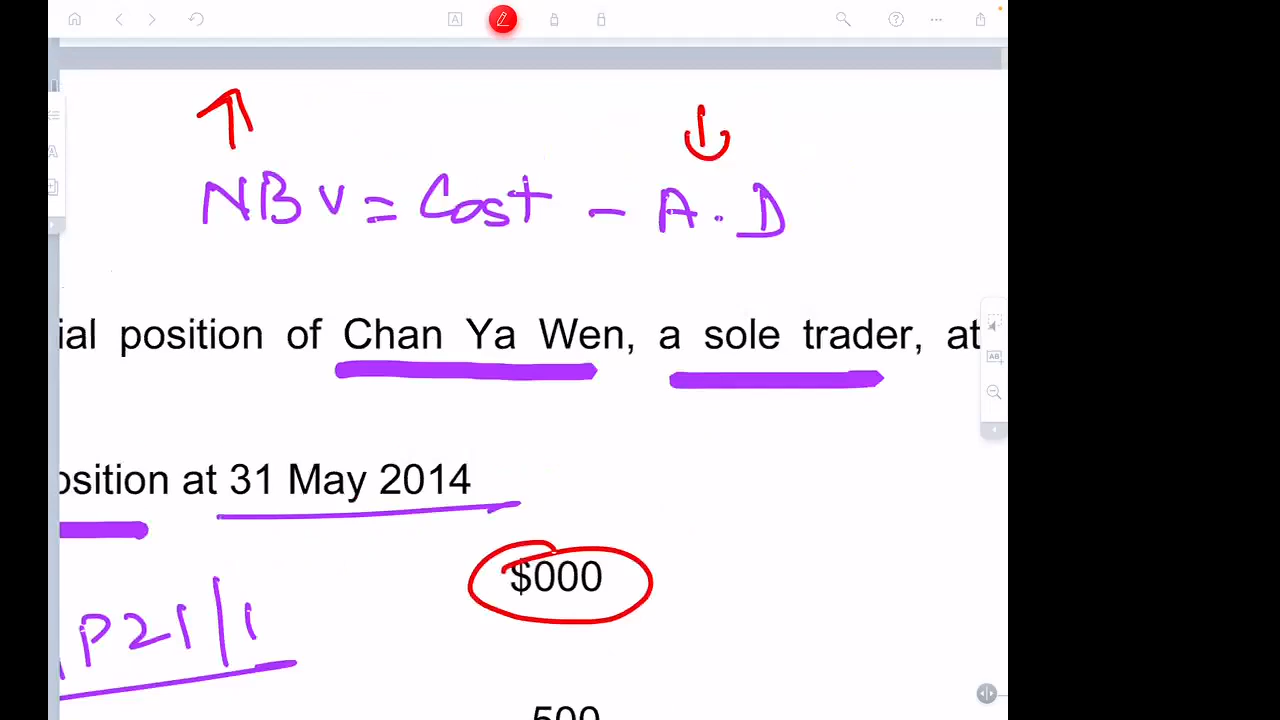 NBV = Cost - A.D
ial position of Chan Ya Wen, a sole trader, at
osition at 31 May 2014
$000
P21/1
500